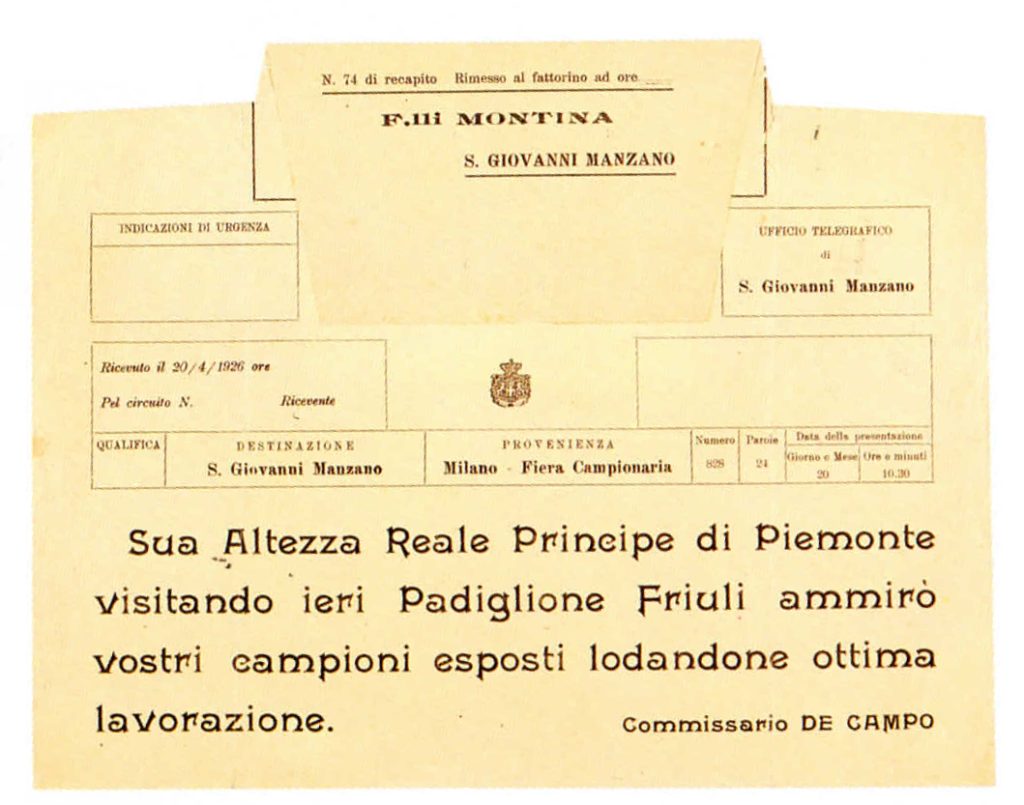 N. 74 di recapito Rimesso al fattorino ad ore
F.lli MONTINA
S. GIOVANNI MANZANO
INDICAZIONI DI URGENZA
UFFICIO TELEGRAFICO
di
S. Giovanni Manzano
Ricevuto il 20/4/1926 ore
Pel circuito N. Ricevente
QUALIFICA
DESTINAZIONE
S. Giovanni Manzano
PROVENIENZA
Milano - Fiera Campionaria
Numero
828
Parole
24
Data della presentazione
Giorno e Mese
20
Ore e minuti
10.30
Sua Altezza Reale Principe di Piemonte
visitando ieri Padiglione Friuli ammirò
vostri campioni esposti lodandone ottima
lavorazione.
Commissario DE CAMPO